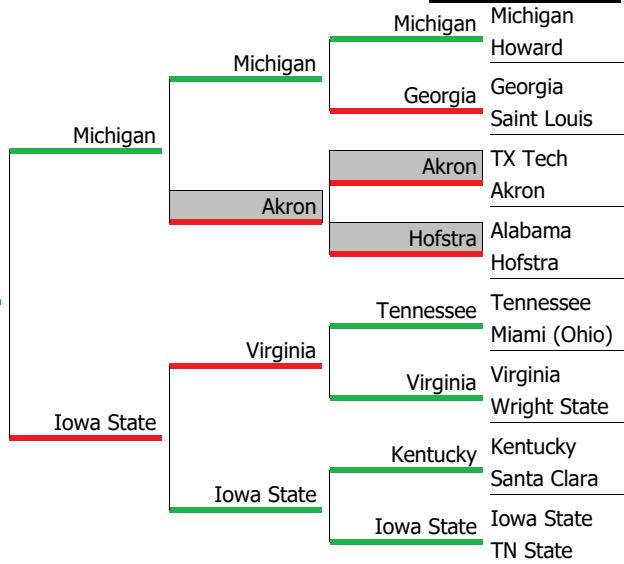 Michigan
Michigan
Howard
Michigan
Georgia
Georgia
Saint Louis
Michigan
Akron
TX Tech
Akron
Akron
Hofstra
Alabama
Hofstra
Tennessee
Tennessee
Miami (Ohio)
Virginia
Virginia
Virginia
Wright State
Iowa State
Kentucky
Kentucky
Santa Clara
Iowa State
Iowa State
Iowa State
TN State